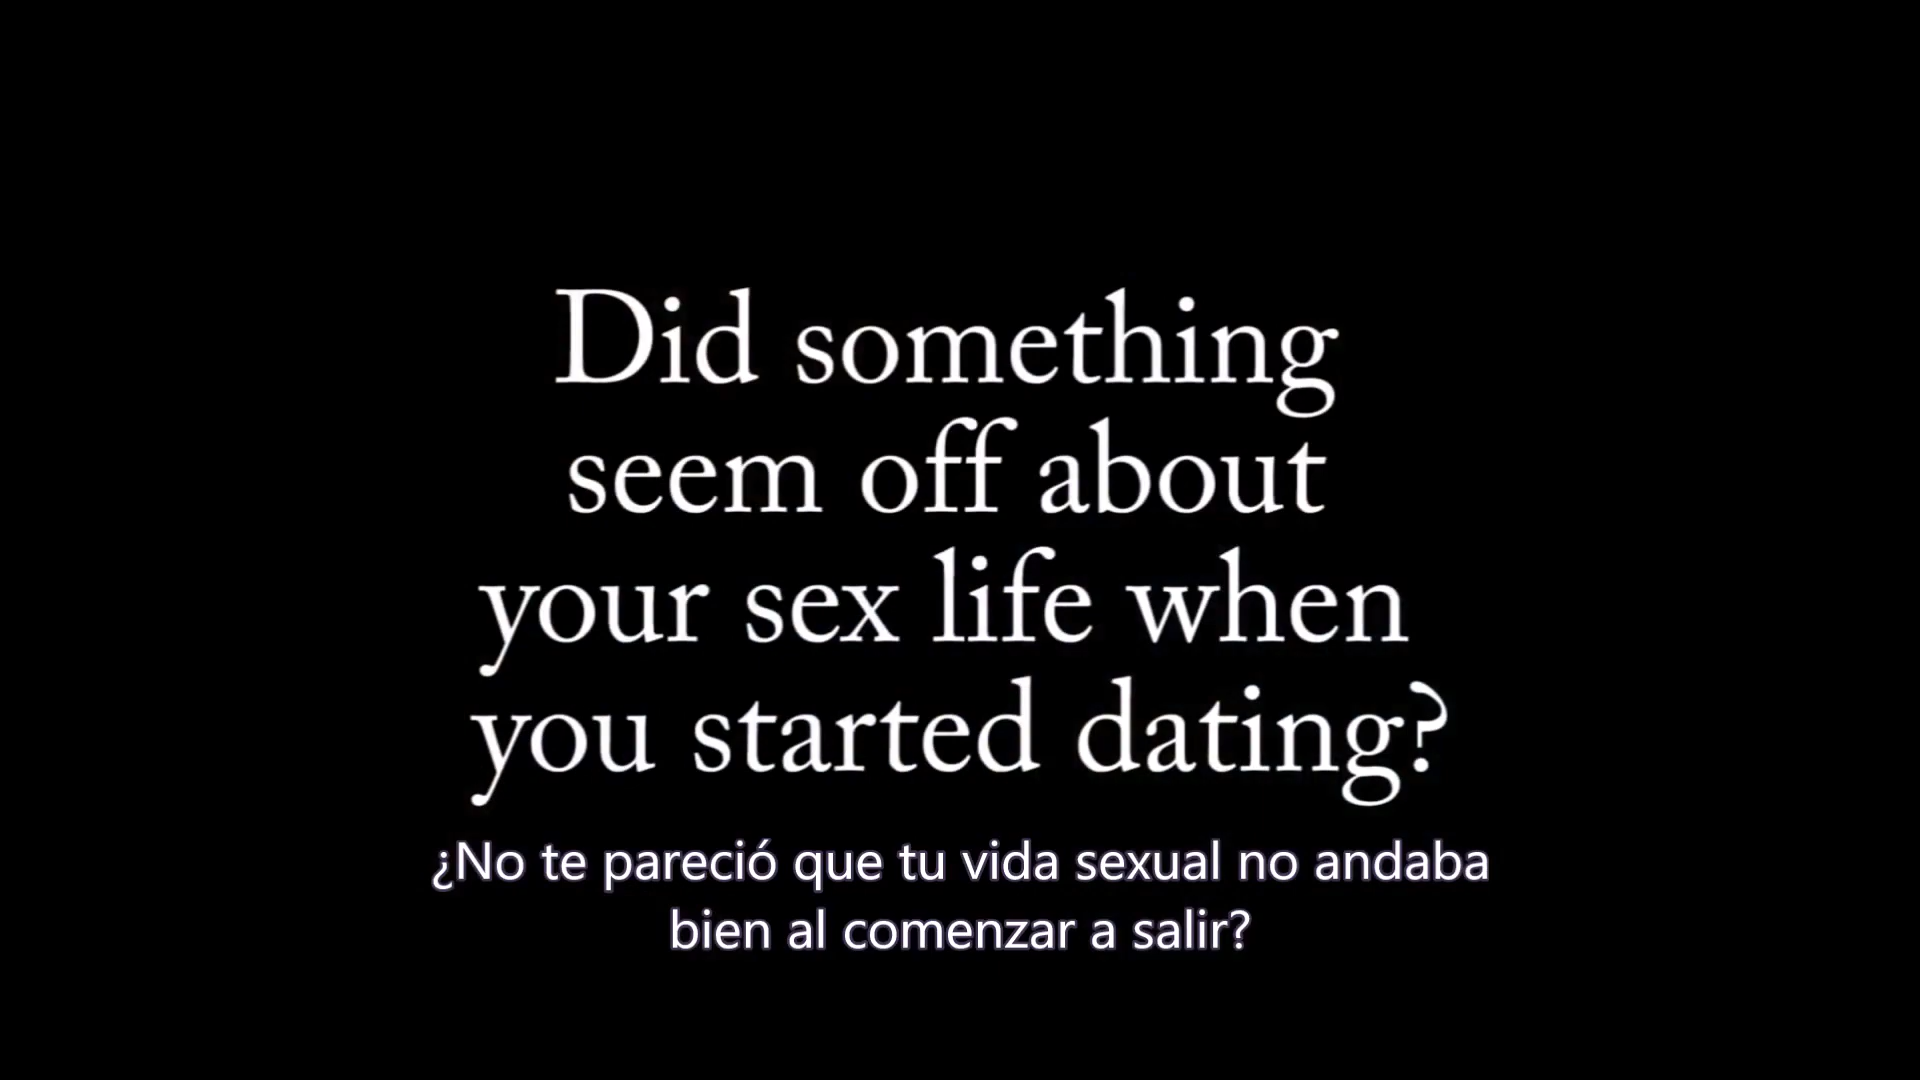 Did something
seem off about
your sex life when
you started dating?
¿No te pareció que tu vida sexual no andaba
bien al comenzar a salir?